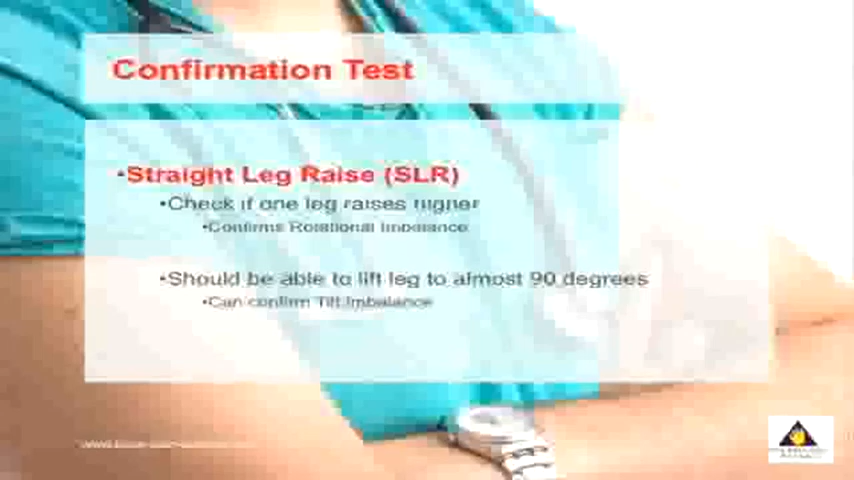 Confirmation Test
•Straight Leg Raise (SLR)
•Check if one leg raises higher
•Confirms Rotational Imbalance
•Should be able to lift leg to almost 90 degrees
•Can confirm Tilt Imbalance